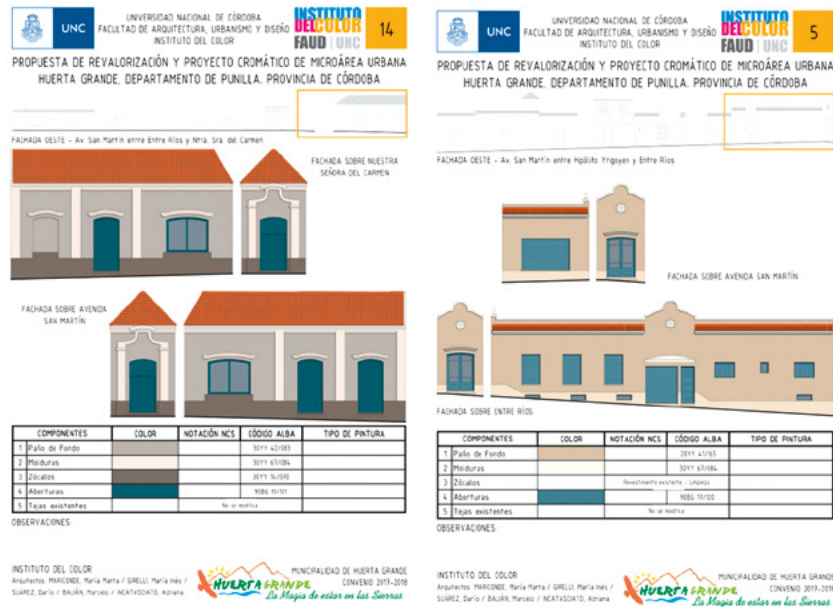 UNC
UNIVERSIDAD NACIONAL DE CÓRDOBA
FACULTAD DE ARQUITECTURA, URBANISMO Y DISEÑO
INSTITUTO DEL COLOR
INSTITUTO
DEL COLOR
FAUD | UNC
14
PROPUESTA DE REVALORIZACIÓN Y PROYECTO CROMÁTICO DE MICROÁREA URBANA
HUERTA GRANDE, DEPARTAMENTO DE PUNILLA. PROVINCIA DE CÓRDOBA
FACHADA OESTE - Av. San Martín entre Entre Ríos y Ntra. Sra. del Carmen
FACHADA SOBRE NUESTRA
SEÑORA DEL CARMEN
FACHADA SOBRE AVENIDA
SAN MARTÍN
COMPONENTES COLOR NOTACIÓN NCS CÓDIGO ALBA TIPO DE PINTURA
1 Paño de Fondo 30YY 42/083
2 Molduras 30YY 67/084
3 Zócalos 30YY 14/070
4 Aberturas 90BG 11/101
5 Tejas existentes No se modifica
OBSERVACIONES:
INSTITUTO DEL COLOR
Arquitectos MARICONDE, María Marta / GIRELLI, María Inés /
SUÁREZ, Darío / BALIÁN, Marcelo / INCATASCIATO, Adriana
HUERTA GRANDE
La Magia de estar en las Sierras
MUNICIPALIDAD DE HUERTA GRANDE
CONVENIO 2017-2018
UNC
UNIVERSIDAD NACIONAL DE CÓRDOBA
FACULTAD DE ARQUITECTURA, URBANISMO Y DISEÑO
INSTITUTO DEL COLOR
INSTITUTO
DEL COLOR
FAUD | UNC
5
PROPUESTA DE REVALORIZACIÓN Y PROYECTO CROMÁTICO DE MICROÁREA URBANA
HUERTA GRANDE, DEPARTAMENTO DE PUNILLA. PROVINCIA DE CÓRDOBA
FACHADA OESTE - Av. San Martín entre Hipólito Yrigoyen y Entre Ríos
FACHADA SOBRE AVENIDA SAN MARTÍN
FACHADA SOBRE ENTRE RÍOS
COMPONENTES COLOR NOTACIÓN NCS CÓDIGO ALBA TIPO DE PINTURA
1 Paño de Fondo 20YY 41/165
2 Molduras 30YY 67/084
3 Zócalos Revestimiento existente - Limpieza
4 Aberturas 90BG 17/120
5 Tejas existentes No se modifica
OBSERVACIONES:
INSTITUTO DEL COLOR
Arquitectos MARICONDE, María Marta / GIRELLI, María Inés /
SUÁREZ, Darío / BALIÁN, Marcelo / INCATASCIATO, Adriana
HUERTA GRANDE
La Magia de estar en las Sierras
MUNICIPALIDAD DE HUERTA GRANDE
CONVENIO 2017-2018